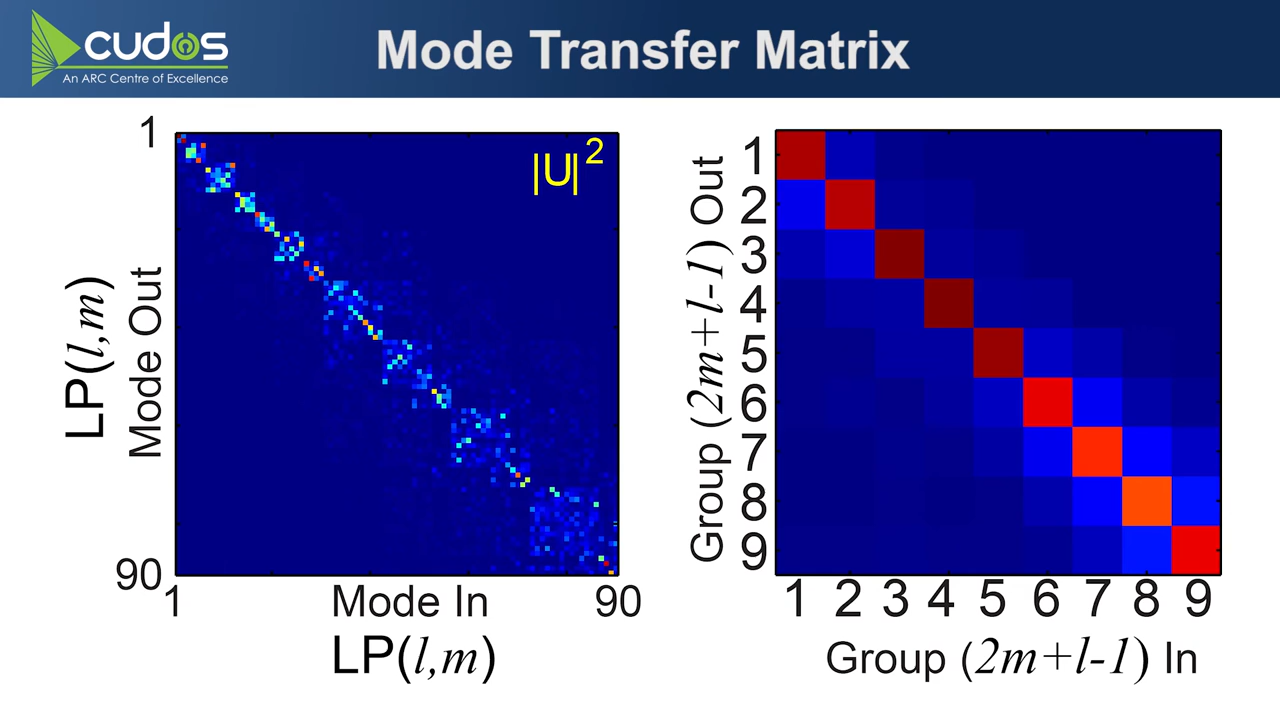 cudos
An ARC Centre of Excellence
Mode Transfer Matrix
1
|U|²
LP(l,m)
Mode Out
90
1
Mode In
90
LP(l,m)
Group (2m+l-1) Out
1
2
3
4
5
6
7
8
9
1 2 3 4 5 6 7 8 9
Group (2m+l-1) In